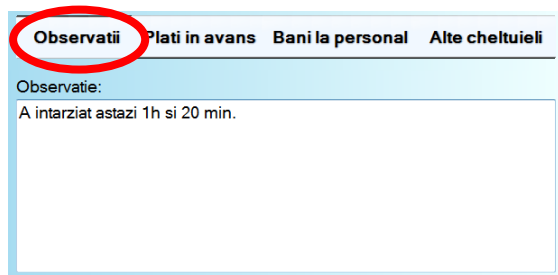 Observatii Plati in avans Bani la personal Alte cheltuieli
Observatie:
A intarziat astazi 1h si 20 min.